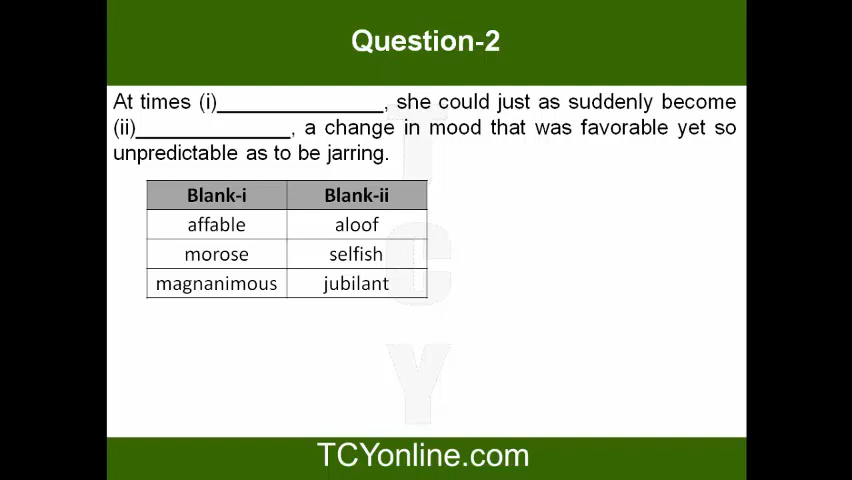 Question-2
At times (i)_______________, she could just as suddenly become
(ii)______________, a change in mood that was favorable yet so
unpredictable as to be jarring.
Blank-i Blank-ii
affable aloof
morose selfish
magnanimous jubilant
TCY
TCYonline.com